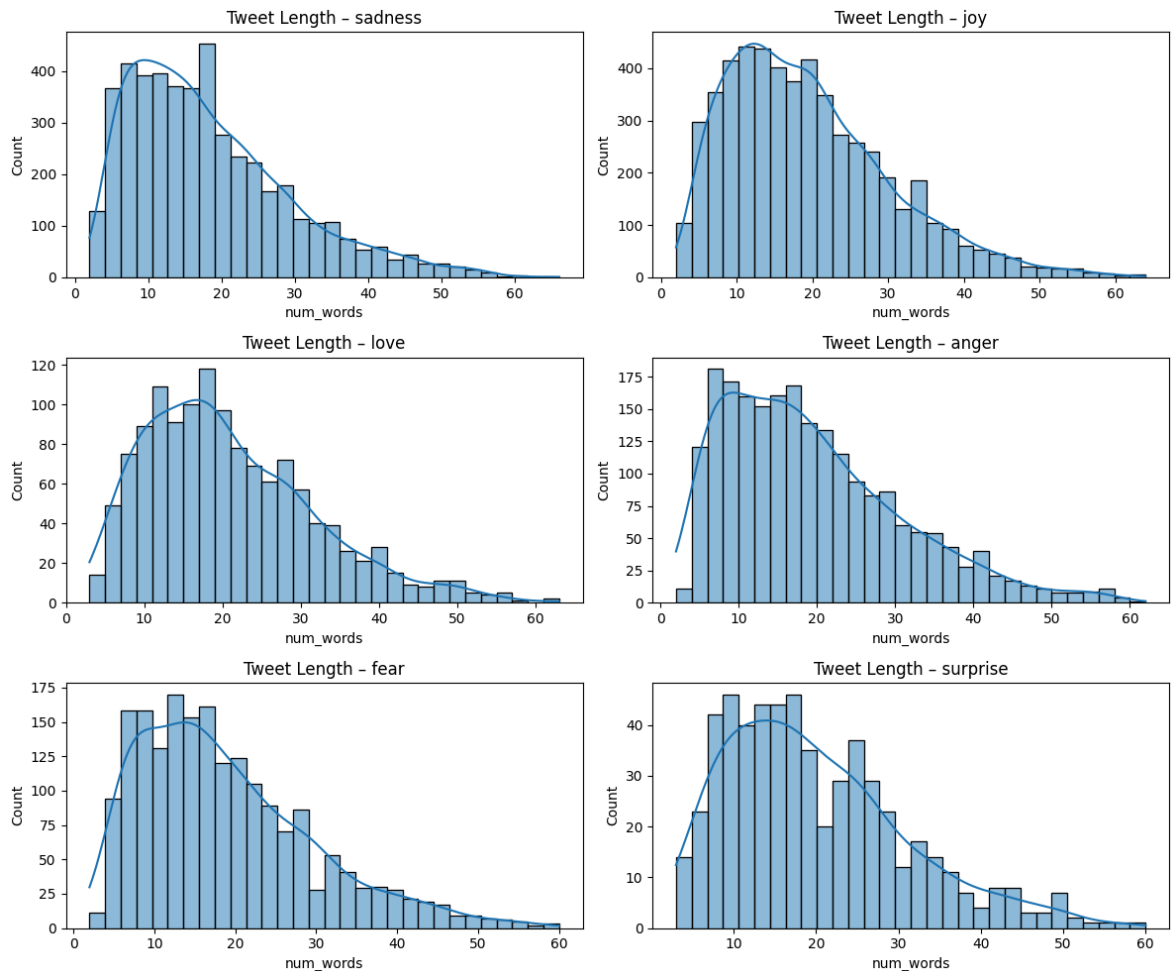 Tweet Length – sadness
Count
400
300
200
100
0
0 10 20 30 40 50 60
num_words
Tweet Length – joy
Count
400
300
200
100
0
0 10 20 30 40 50 60
num_words
Tweet Length – love
Count
120
100
80
60
40
20
0
0 10 20 30 40 50 60
num_words
Tweet Length – anger
Count
175
150
125
100
75
50
25
0
0 10 20 30 40 50 60
num_words
Tweet Length – fear
Count
175
150
125
100
75
50
25
0
0 10 20 30 40 50 60
num_words
Tweet Length – surprise
Count
40
30
20
10
0
10 20 30 40 50 60
num_words